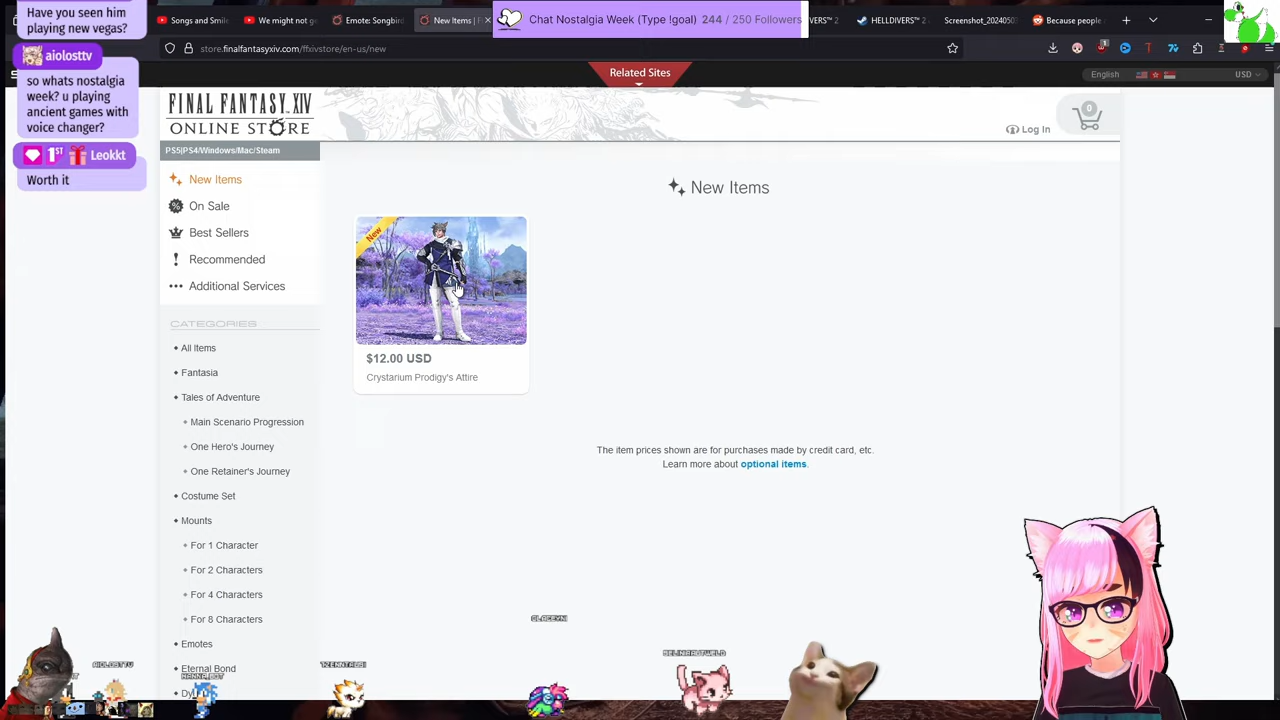 Have you seen him
playing new vegas?
aiolosttv
so whats nostalgia
week? u playing
ancient games with
voice changer?
1ST Leokkt
Worth it
Songs and Smile
We might not ge
Emote: Songbird
New Items | F
Chat Nostalgia Week (Type !goal) 244 / 250 Followers
VERS™ 2
HELLDIVERS™ 2
Screenshot_20240503
Because people
store.finalfantasyxiv.com/ffxivstore/en-us/new
Related Sites
English
USD
FINAL FANTASY XIV
ONLINE STORE
0
Log In
PS5|PS4/Windows/Mac/Steam
New Items
On Sale
Best Sellers
Recommended
Additional Services
CATEGORIES
All Items
Fantasia
Tales of Adventure
Main Scenario Progression
One Hero's Journey
One Retainer's Journey
Costume Set
Mounts
For 1 Character
For 2 Characters
For 4 Characters
For 8 Characters
Emotes
Eternal Bond
New Items
New
$12.00 USD
Crystarium Prodigy's Attire
The item prices shown are for purchases made by credit card, etc.
Learn more about optional items.
AIOLOSTTV